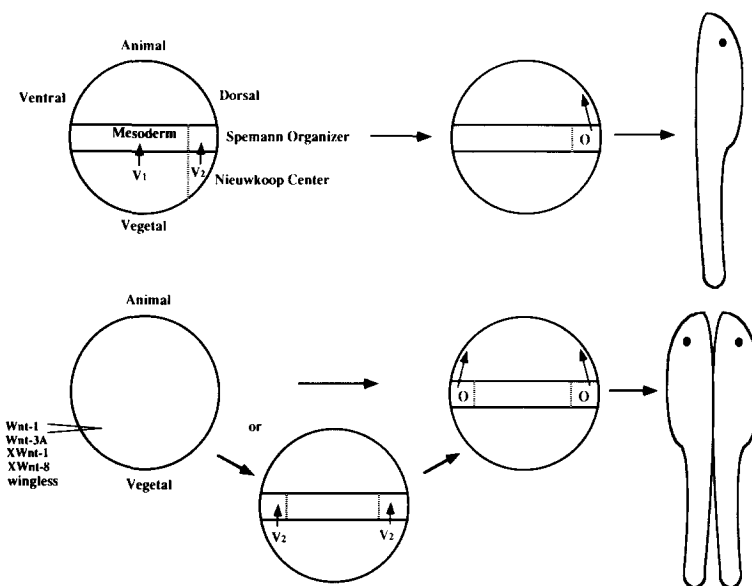 Animal
Ventral
Dorsal
Mesoderm
Spemann Organizer
V1
V2
Nieuwkoop Center
Vegetal
O
Animal
Wnt-1
Wnt-3A
XWnt-1
XWnt-8
wingless
Vegetal
or
V2
V2
O
O